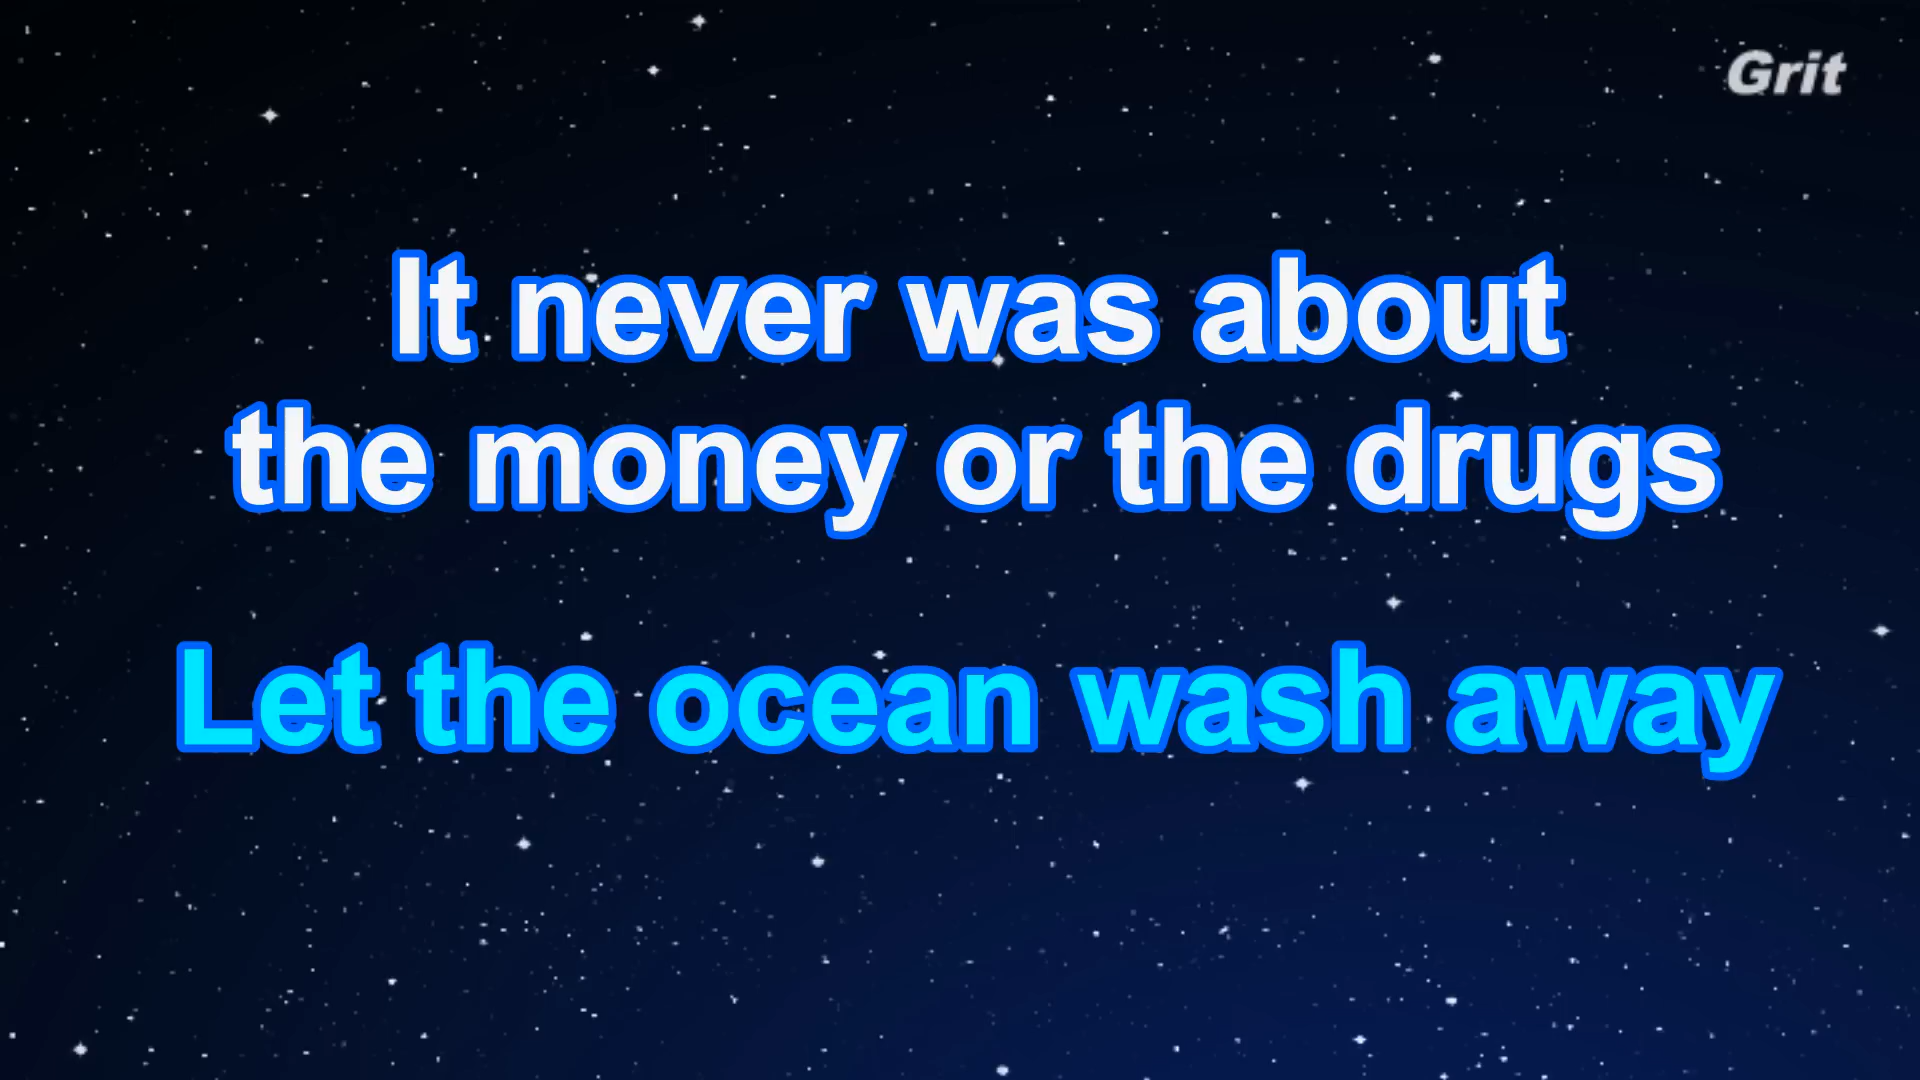 Grit
It never was about
the money or the drugs
Let the ocean wash away